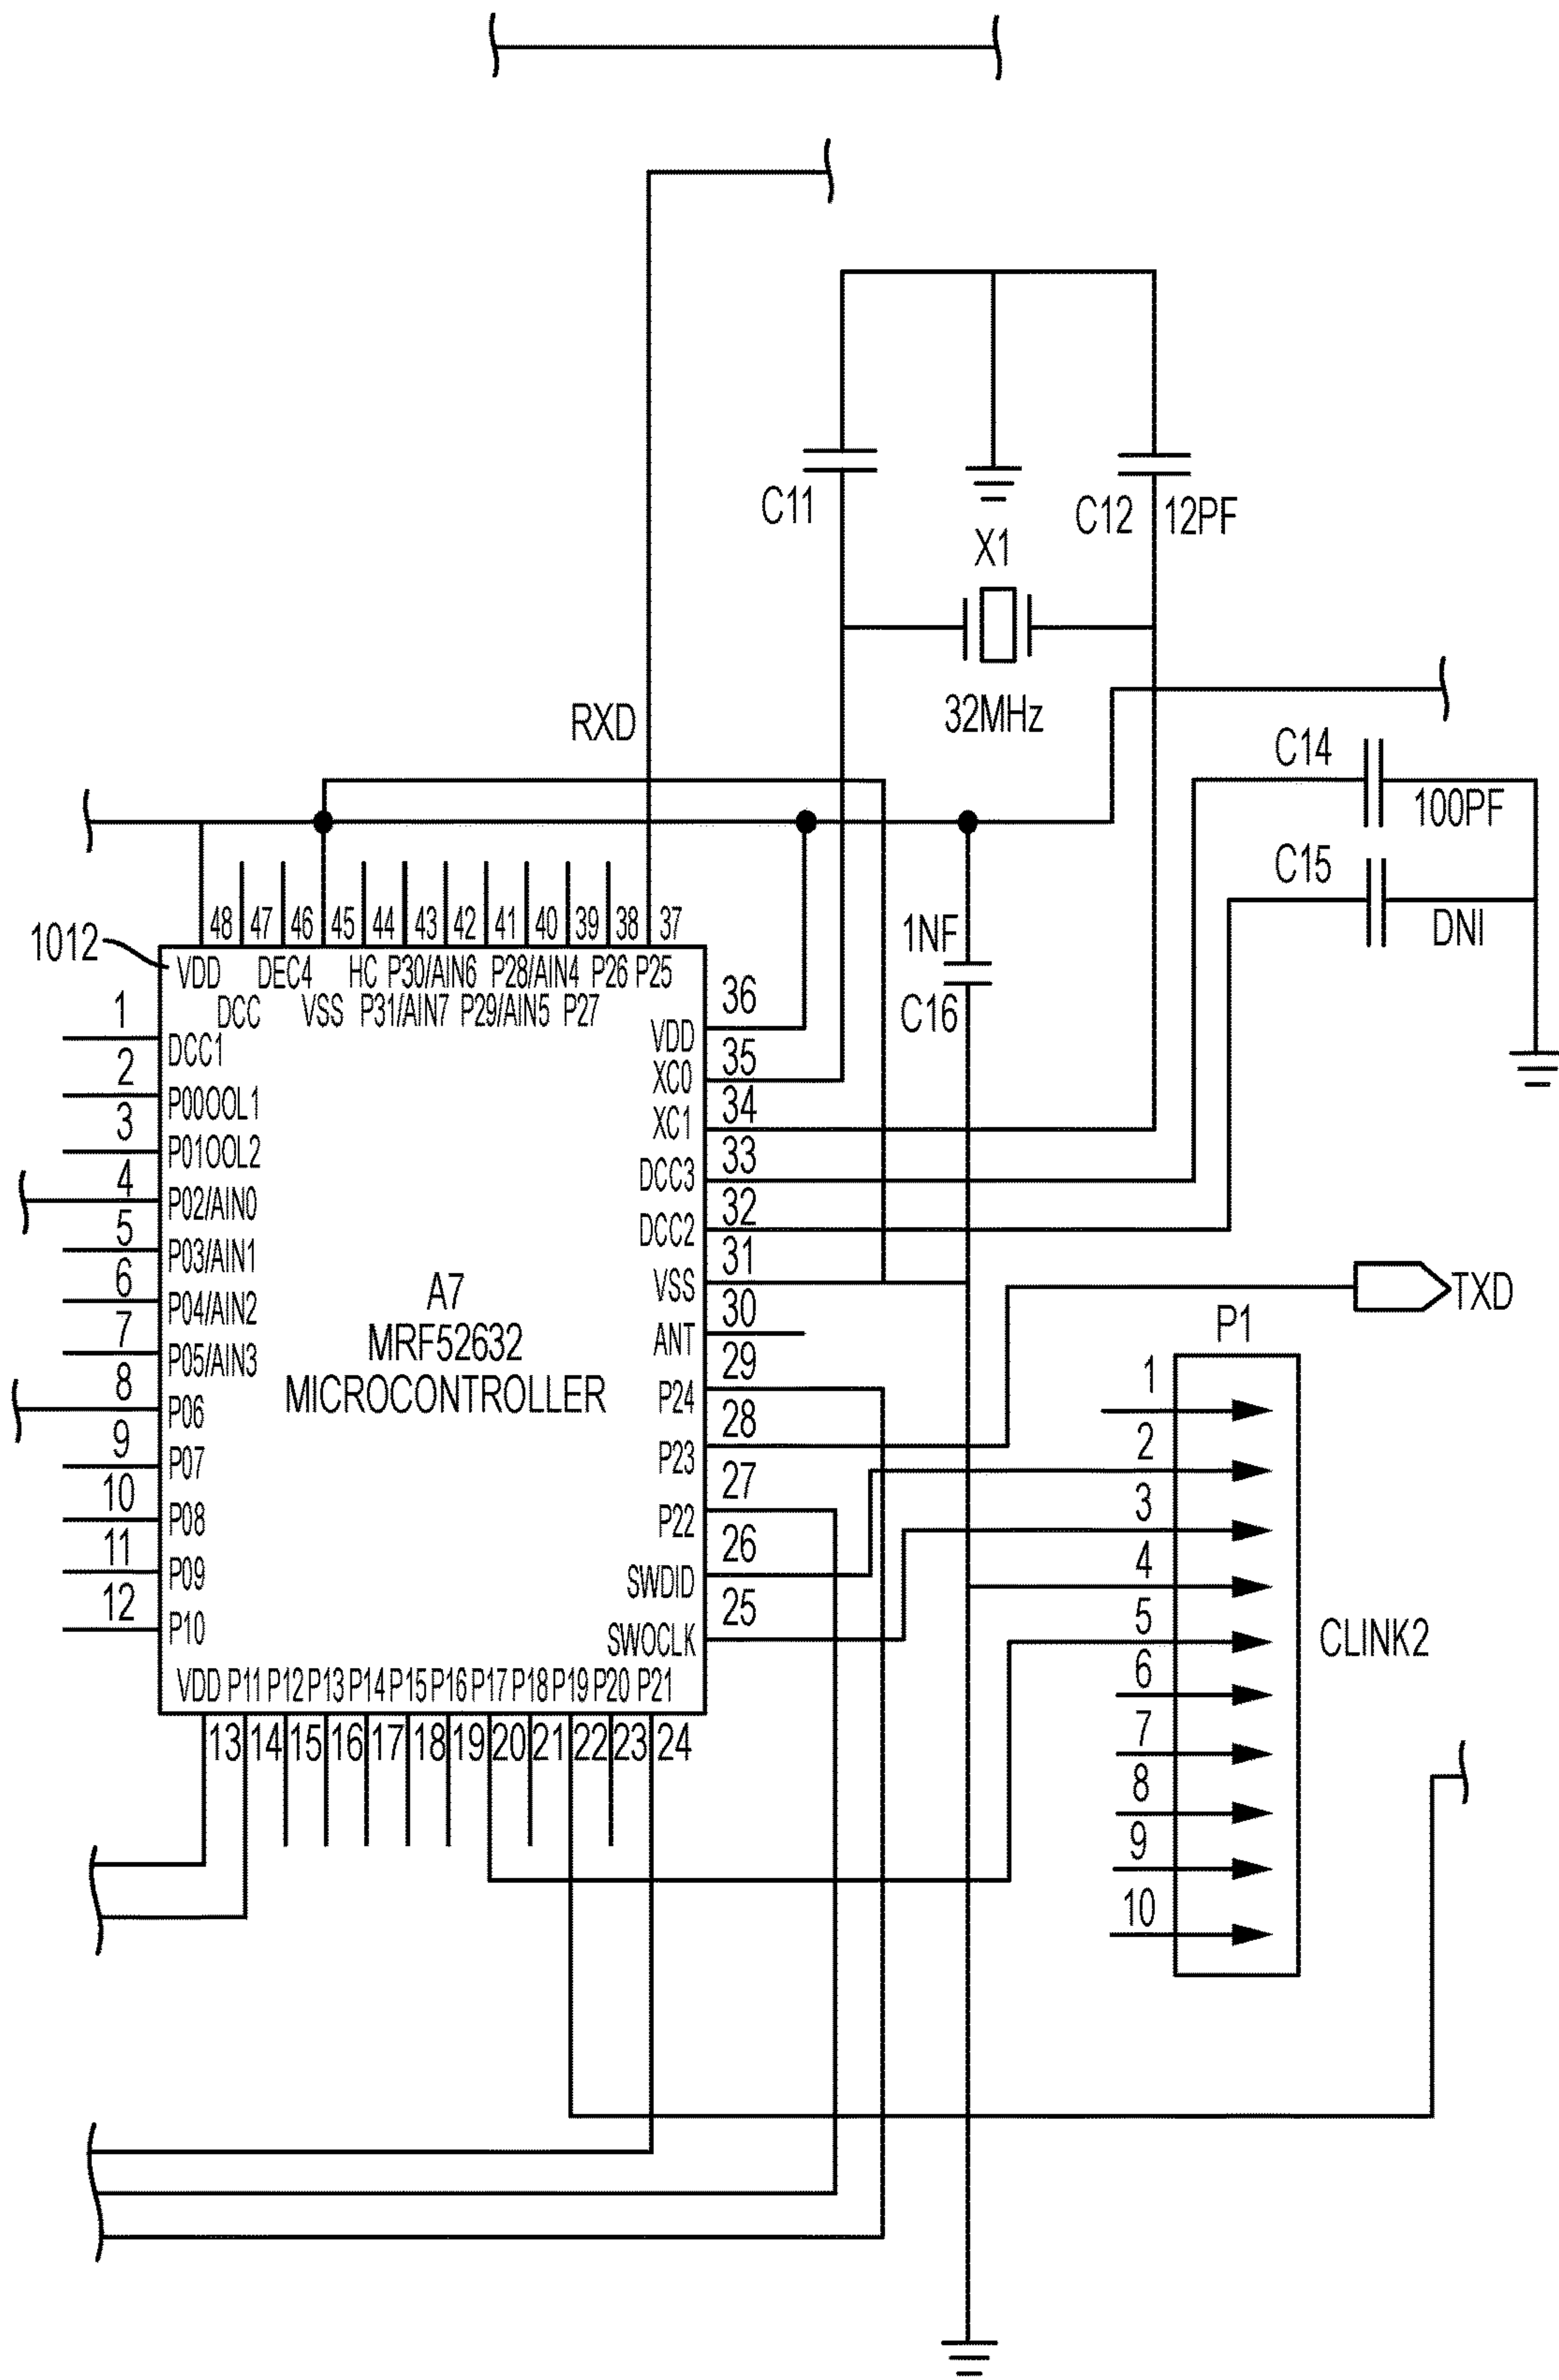 C11
C12 12PF
X1
32MHz
RXD
C14
100PF
C15
DNI
1NF
C16
1012
48 47 46 45 44 43 42 41 40 39 38 37
VDD DEC4 HC P30/AIN6 P28/AIN4 P26 P25
DCC VSS P31/AIN7 P29/AIN5 P27
1 DCC1
2 P00OOL1
3 P01OOL2
4 P02/AIN0
5 P03/AIN1
6 P04/AIN2
7 P05/AIN3
8 P06
9 P07
10 P08
11 P09
12 P10
A7
MRF52632
MICROCONTROLLER
VDD 36
XC0 35
XC1 34
DCC3 33
DCC2 32
VSS 31
ANT 30
P24 29
P23 28
P22 27
SWDID 26
SWOCLK 25
VDD P11 P12 P13 P14 P15 P16 P17 P18 P19 P20 P21
13 14 15 16 17 18 19 20 21 22 23 24
TXD
P1
1
2
3
4
5
6
7
8
9
10
CLINK2